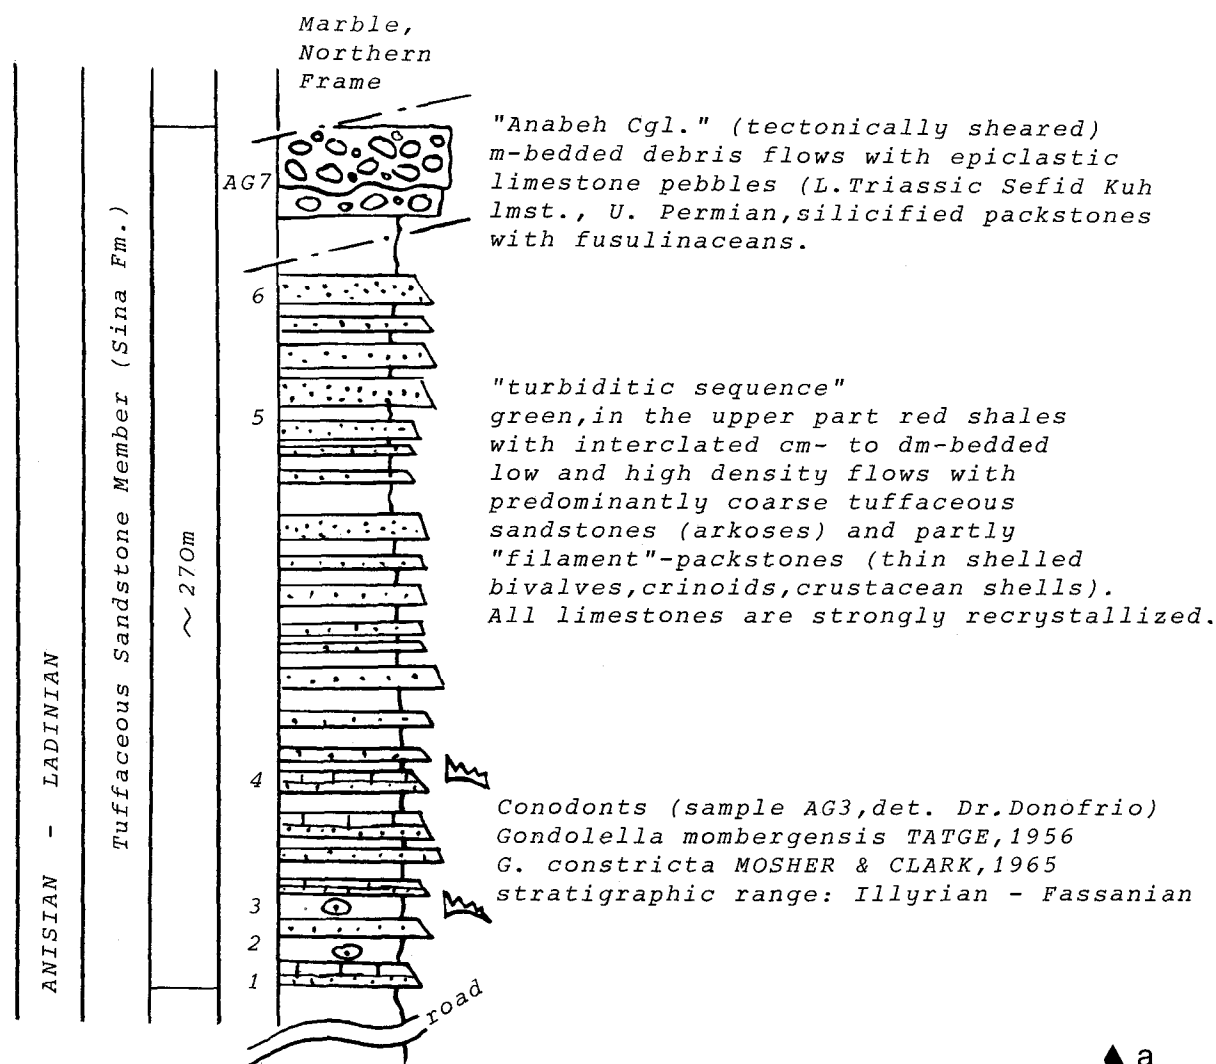 Marble,
Northern
Frame
"Anabeh Cgl." (tectonically sheared)
m-bedded debris flows with epiclastic
limestone pebbles (L.Triassic Sefid Kuh
lmst., U. Permian,silicified packstones
with fusulinaceans.
AG7
6
5
4
3
2
1
"turbiditic sequence"
green,in the upper part red shales
with interclated cm- to dm-bedded
low and high density flows with
predominantly coarse tuffaceous
sandstones (arkoses) and partly
"filament"-packstones (thin shelled
bivalves,crinoids,crustacean shells).
All limestones are strongly recrystallized.
Conodonts (sample AG3,det. Dr.Donofrio)
Gondolella mombergensis TATGE,1956
G. constricta MOSHER & CLARK,1965
stratigraphic range: Illyrian - Fassanian
ANISIAN - LADINIAN
Tuffaceous Sandstone Member (Sina Fm.)
~ 270m
road
a